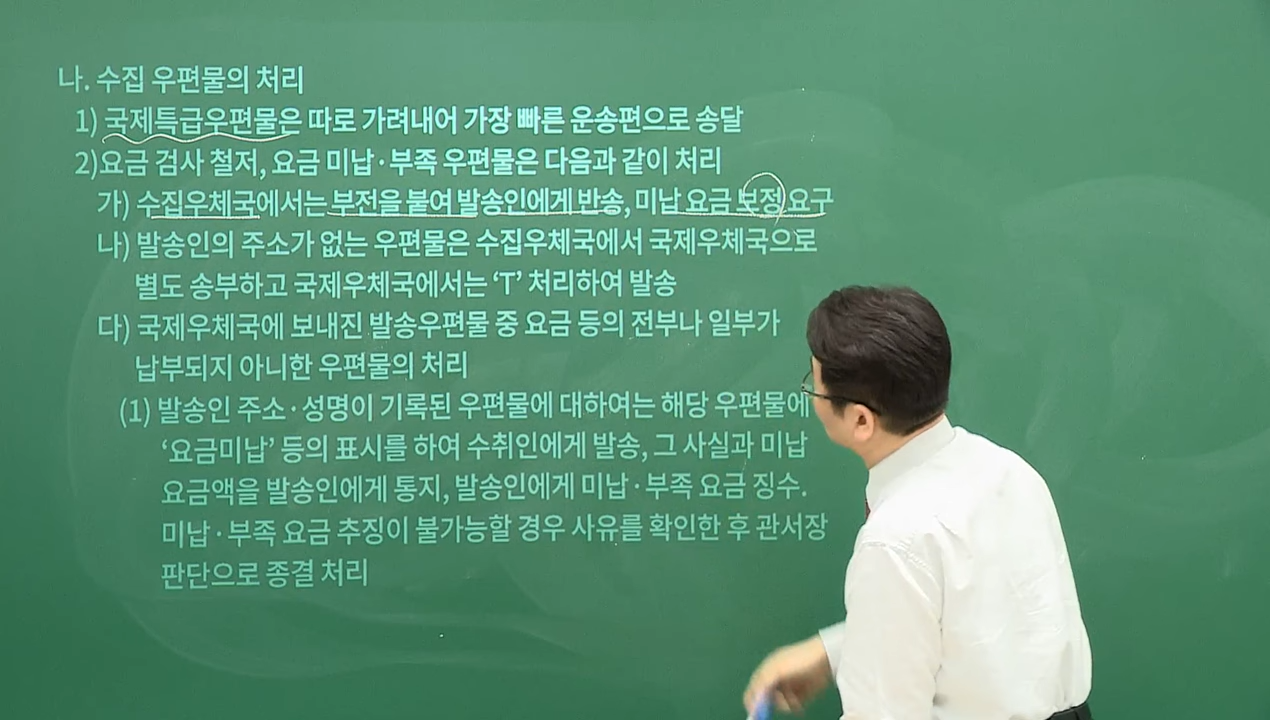 나. 수집 우편물의 처리
1) 국제특급우편물은 따로 가려내어 가장 빠른 운송편으로 송달
2)요금 검사 철저, 요금 미납·부족 우편물은 다음과 같이 처리
가) 수집우체국에서는 부전을 붙여 발송인에게 반송, 미납 요금 보정 요구
나) 발송인의 주소가 없는 우편물은 수집우체국에서 국제우체국으로
별도 송부하고 국제우체국에서는 ‘T’ 처리하여 발송
다) 국제우체국에 보내진 발송우편물 중 요금 등의 전부나 일부가
납부되지 아니한 우편물의 처리
(1) 발송인 주소·성명이 기록된 우편물에 대하여는 해당 우편물에
‘요금미납’ 등의 표시를 하여 수취인에게 발송, 그 사실과 미납
요금액을 발송인에게 통지, 발송인에게 미납·부족 요금 징수.
미납·부족 요금 추징이 불가능할 경우 사유를 확인한 후 관서장
판단으로 종결 처리